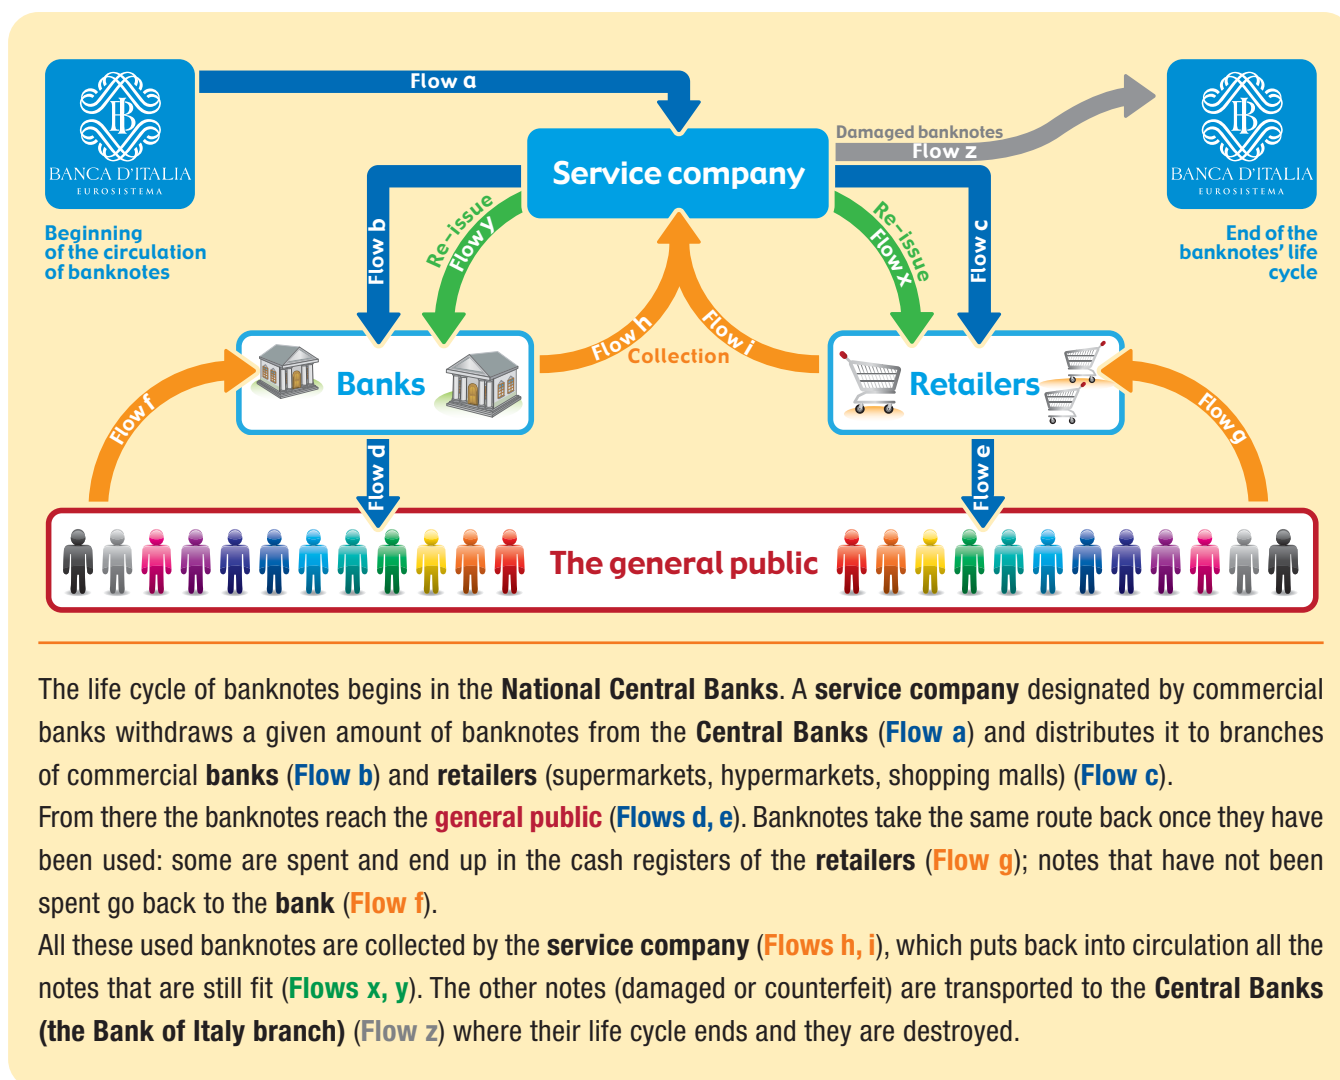 Flow a
BANCA D'ITALIA
EUROSISTEMA
Beginning
of the circulation
of banknotes
Service company
Damaged banknotes
Flow z
BANCA D'ITALIA
EUROSISTEMA
End of the
banknotes' life
cycle
Flow b
Re-issue
Flow y
Re-issue
Flow x
Flow c
Flow h
Flow i
Collection
Flow f
Banks
Retailers
Flow g
Flow d
Flow e
The general public
The life cycle of banknotes begins in the National Central Banks. A service company designated by commercial
banks withdraws a given amount of banknotes from the Central Banks (Flow a) and distributes it to branches
of commercial banks (Flow b) and retailers (supermarkets, hypermarkets, shopping malls) (Flow c).
From there the banknotes reach the general public (Flows d, e). Banknotes take the same route back once they have
been used: some are spent and end up in the cash registers of the retailers (Flow g); notes that have not been
spent go back to the bank (Flow f).
All these used banknotes are collected by the service company (Flows h, i), which puts back into circulation all the
notes that are still fit (Flows x, y). The other notes (damaged or counterfeit) are transported to the Central Banks
(the Bank of Italy branch) (Flow z) where their life cycle ends and they are destroyed.